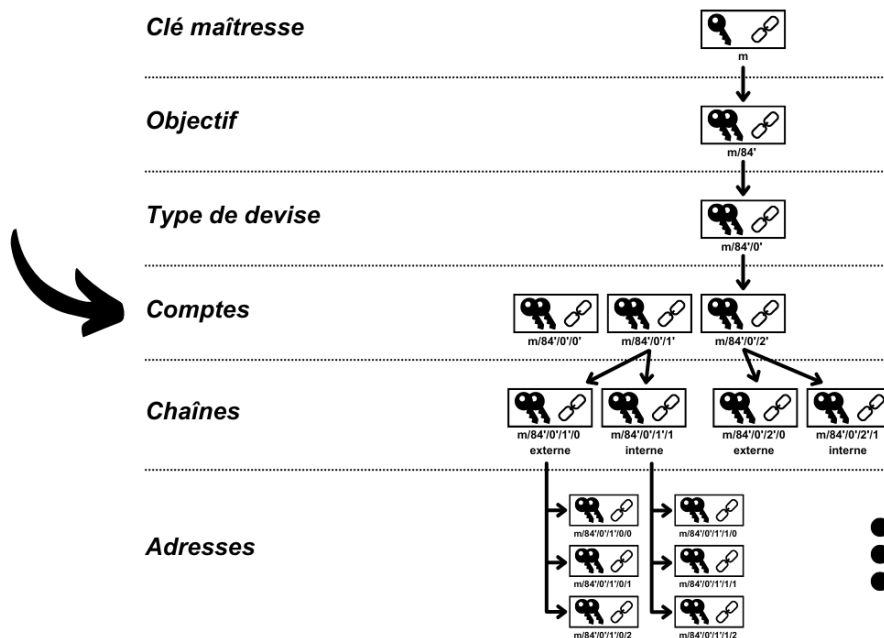 Clé maîtresse
m
Objectif
m/84'
Type de devise
m/84'/0'
Comptes
m/84'/0'/0' m/84'/0'/1' m/84'/0'/2'
Chaînes
m/84'/0'/1'/0 m/84'/0'/1'/1 m/84'/0'/2'/0 m/84'/0'/2'/1
externe interne externe interne
m/84'/0'/1'/0/0 m/84'/0'/1'/1/0
Adresses
m/84'/0'/1'/0/1 m/84'/0'/1'/1/1
m/84'/0'/1'/0/2 m/84'/0'/1'/1/2